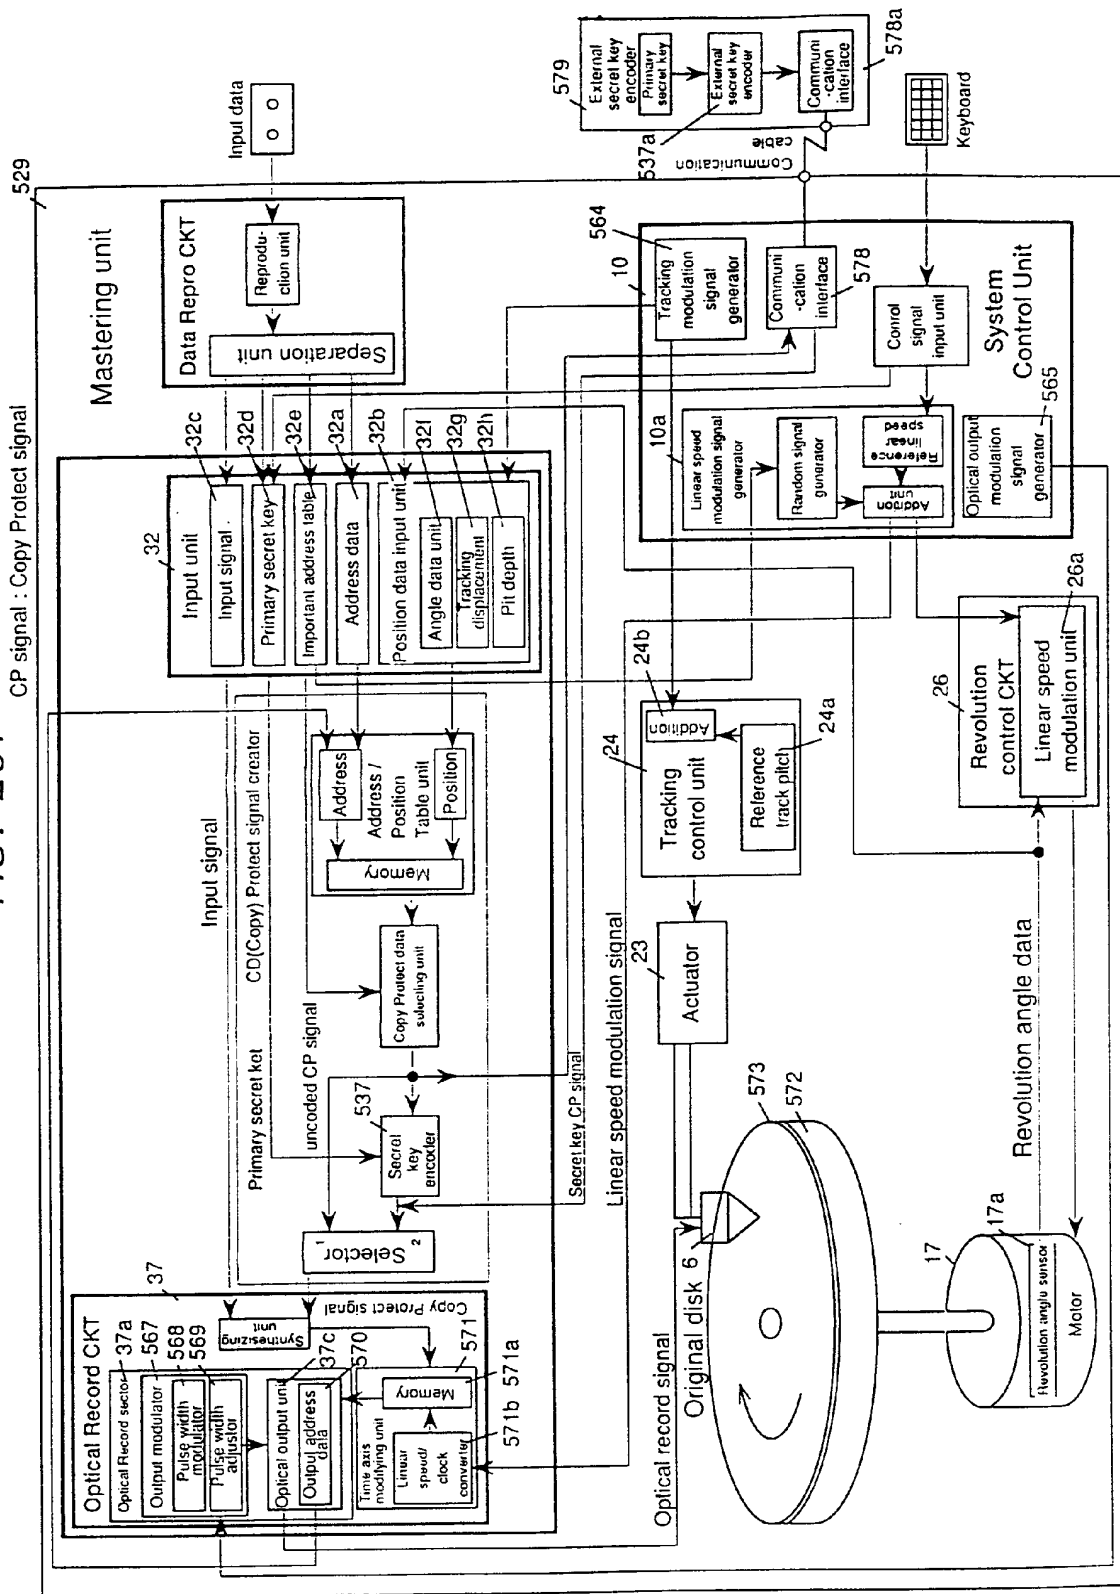 CP signal : Copy Protect signal
529
Mastering unit
Input data
Data Repro CKT
Reprodu-
ction unit
Separation unit
579
External
secret key
encoder
Primary
secret key
External
secret key
encoder
537a
Communi
-cation
interface
578a
Communication
cable
Keyboard
32
Input unit
Input signal
32c
Primary secret key
32d
Important address table
32e
Address data
32a
Position data input unit
32b
Angle data unit
32f
Tracking
displacement
32g
Pit depth
32h
10
564
Tracking
modulation
signal
generator
Communi
-cation
interface
578
Control
signal
input unit
System
Control Unit
10a
Linear speed
modulation signal
generator
Random signal
generator
Reference
linear
speed
Addition
unit
Optical output
modulation
signal
generator
565
Input signal
CD(Copy) Protect signal creator
Address
Address /
Position
Table unit
Position
Memory
Copy Protect data
selecting unit
Primary secret ket
uncoded CP signal
537
Secret
key
encoder
Selector
1
2
Secret key CP signal
Linear speed modulation signal
37
Optical Record CKT
37a
Optical Record sector
567
Output modulator
568
Pulse width
modulator
569
Pulse width
adjustor
Synthesizing
unit
Copy Protect signal
37c
Optical output unit
570
Output address
data
571
Time axis
modifying unit
Memory
571a
Linear
speed/
clock
converter
571b
24b
Addition
24
Tracking
control unit
24a
Reference
track pitch
23
Actuator
26
Revolution
control CKT
Linear speed
modulation unit
26a
Optical record signal
Original disk 6
573
572
Revolution angle data
17
17a
Revolution angle sensor
Motor